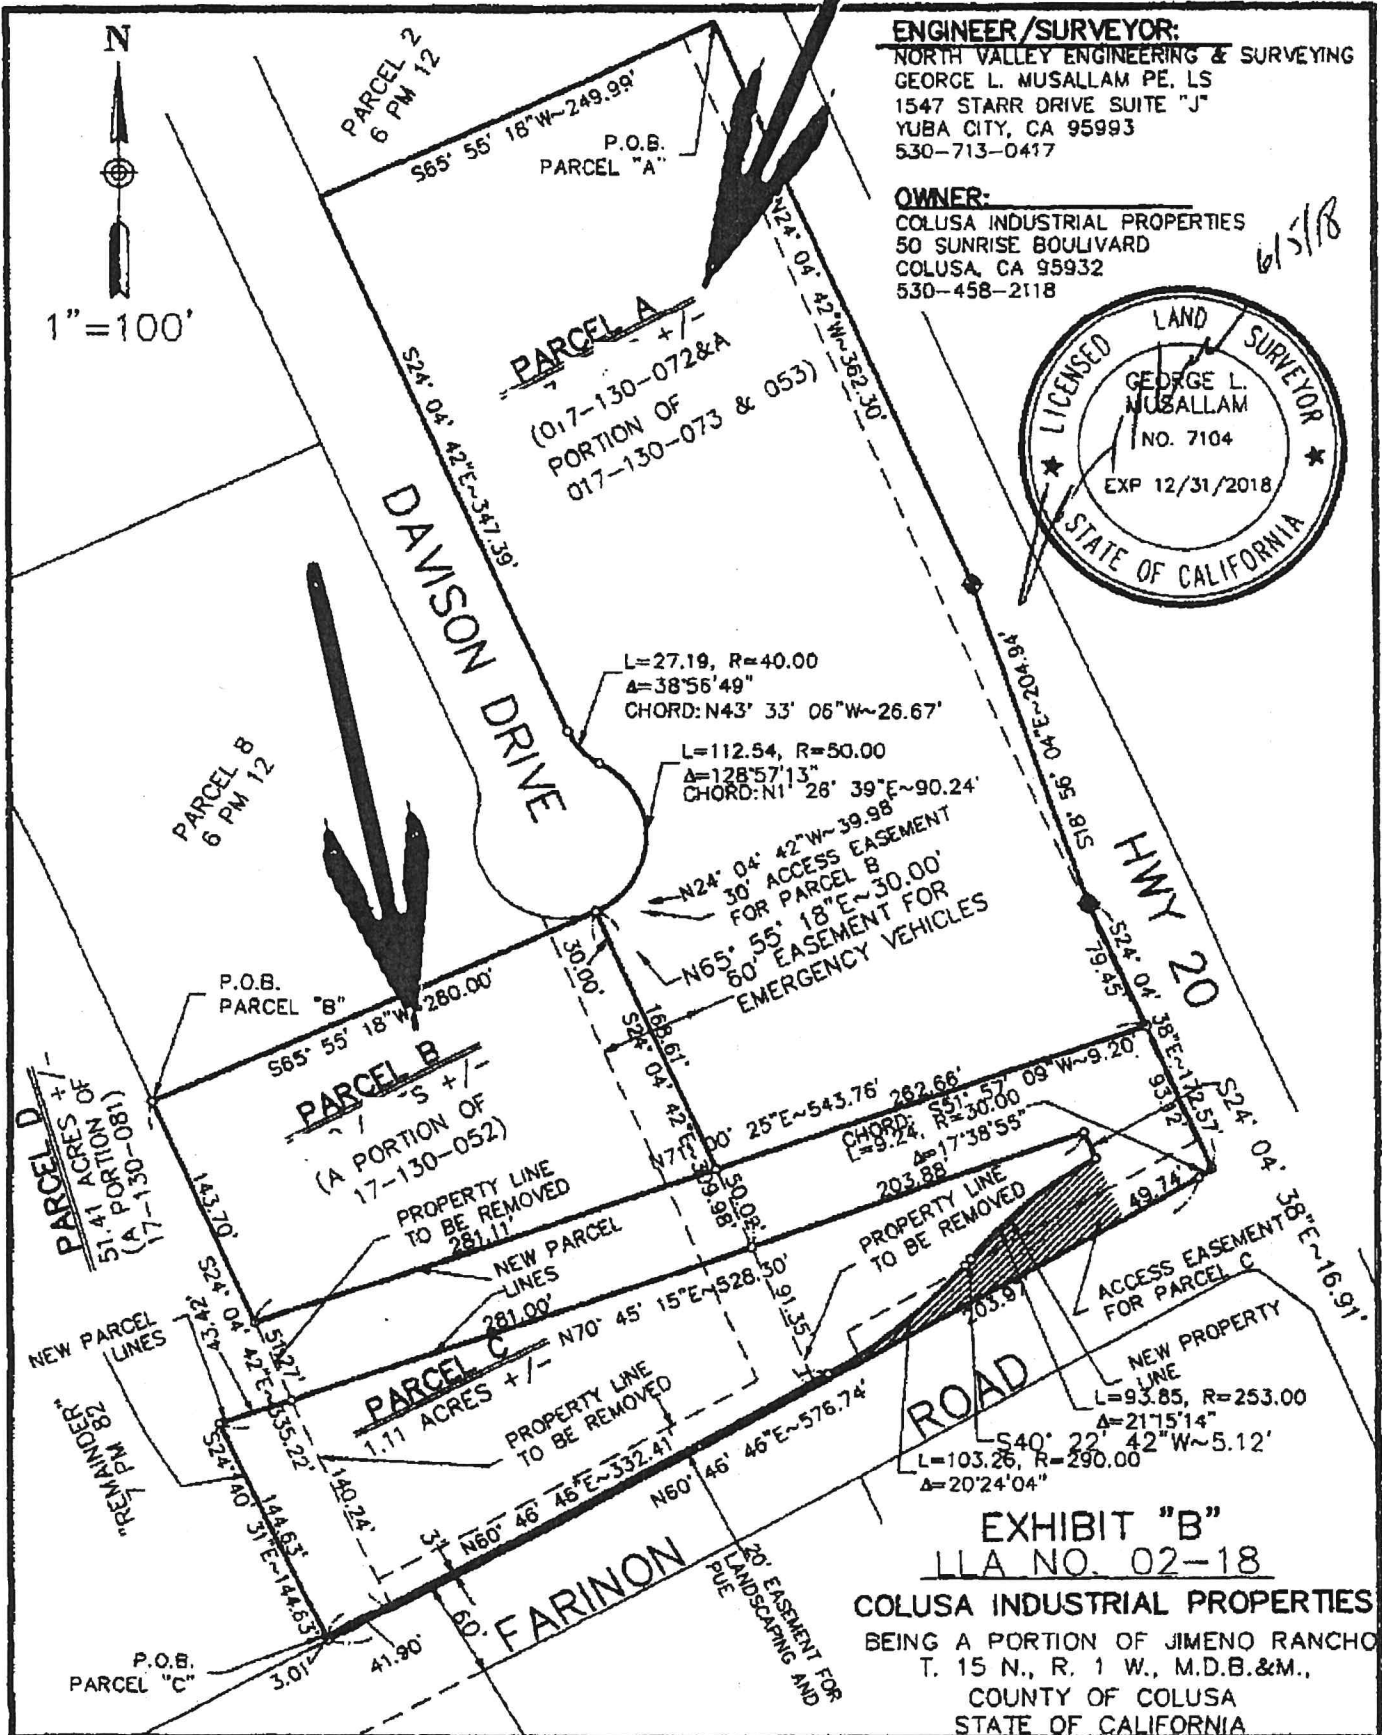 N
1"=100'
ENGINEER/SURVEYOR:
NORTH VALLEY ENGINEERING & SURVEYING
GEORGE L. MUSALLAM PE, LS
1547 STARR DRIVE SUITE "J"
YUBA CITY, CA 95993
530-713-0417
OWNER:
COLUSA INDUSTRIAL PROPERTIES
50 SUNRISE BOULIVARD
COLUSA, CA 95932
530-458-2118
6/5/18
LICENSED LAND SURVEYOR
GEORGE L.
MUSALLAM
NO. 7104
EXP 12/31/2018
STATE OF CALIFORNIA
PARCEL 2
6 PM 12
S65° 55' 18"W~249.99'
P.O.B.
PARCEL "A"
N24° 04' 42"W~362.30'
PARCEL A
+/-
(017-130-072&A
PORTION OF
017-130-073 & 053)
S24° 04' 42"E~347.39'
DAVISON DRIVE
L=27.19, R=40.00
Δ=38°56'49"
CHORD: N43° 33' 06"W~26.67'
L=112.54, R=50.00
Δ=128°57'13"
CHORD: N1° 26' 39"E~90.24'
N24° 04' 42"W~39.98'
30' ACCESS EASEMENT
FOR PARCEL B
N65° 55' 18"E~30.00'
60' EASEMENT FOR
EMERGENCY VEHICLES
S18° 56' 04"E~204.94'
HWY 20
79.45'
S24° 04' 38"E~172.57'
93.92'
PARCEL 8
6 PM 12
P.O.B.
PARCEL "B"
S65° 55' 18"W~280.00'
30.00'
168.61'
S24° 04' 42"E~309.98'
PARCEL B
+/-
(A PORTION OF
17-130-052)
PARCEL D
51.41 ACRES +/-
(A PORTION OF
17-130-081)
143.70'
PROPERTY LINE
TO BE REMOVED
281.11'
N71° 00' 25"E~543.76'
262.66'
CHORD: S51° 57' 09"W~9.20'
L=9.24, R=30.00
Δ=17°38'55"
203.88'
50.02'
NEW PARCEL
LINES
281.00'
N70° 45' 15"E~528.30'
PROPERTY LINE
TO BE REMOVED
91.35'
49.74'
203.97'
ACCESS EASEMENT
FOR PARCEL C
S24° 04' 38"E~16.91'
NEW PROPERTY
LINE
L=93.85, R=253.00
Δ=21°15'14"
S40° 22' 42"W~5.12'
L=103.26, R=290.00
Δ=20°24'04"
NEW PARCEL
LINES
43.42'
51.27'
S24° 04' 42"E~335.22'
140.24'
PARCEL C
1.11 ACRES +/-
PROPERTY LINE
TO BE REMOVED
"REMAINDER"
7 PM 82
S24° 40' 31"E~144.63'
144.63'
3'
N60° 46' 46"E~332.41'
N60° 46' 46"E~576.74'
FARINON ROAD
60'
20' EASEMENT FOR
LANDSCAPING AND
PUE
P.O.B.
PARCEL "C"
3.01'
41.90'
EXHIBIT "B"
LLA NO. 02-18
COLUSA INDUSTRIAL PROPERTIES
BEING A PORTION OF JIMENO RANCHO
T. 15 N., R. 1 W., M.D.B.&M.,
COUNTY OF COLUSA
STATE OF CALIFORNIA